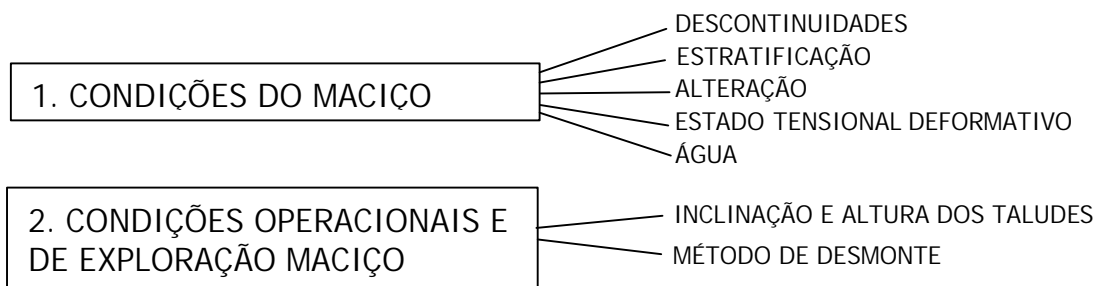 1. CONDIÇÕES DO MACIÇO
DESCONTINUIDADES
ESTRATIFICAÇÃO
ALTERAÇÃO
ESTADO TENSIONAL DEFORMATIVO
ÁGUA
2. CONDIÇÕES OPERACIONAIS E
DE EXPLORAÇÃO MACIÇO
INCLINAÇÃO E ALTURA DOS TALUDES
MÉTODO DE DESMONTE